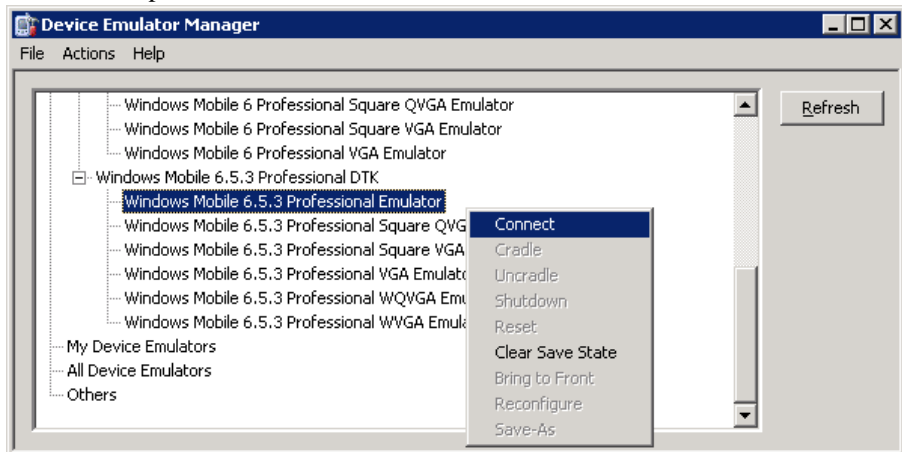 Device Emulator Manager
File Actions Help
Windows Mobile 6 Professional Square QVGA Emulator
Windows Mobile 6 Professional Square VGA Emulator
Windows Mobile 6 Professional VGA Emulator
Windows Mobile 6.5.3 Professional DTK
Windows Mobile 6.5.3 Professional Emulator
Windows Mobile 6.5.3 Professional Square QVG
Windows Mobile 6.5.3 Professional Square VGA
Windows Mobile 6.5.3 Professional VGA Emulat
Windows Mobile 6.5.3 Professional WQVGA Emu
Windows Mobile 6.5.3 Professional WVGA Emula
My Device Emulators
All Device Emulators
Others
Refresh
Connect
Cradle
Uncradle
Shutdown
Reset
Clear Save State
Bring to Front
Reconfigure
Save-As